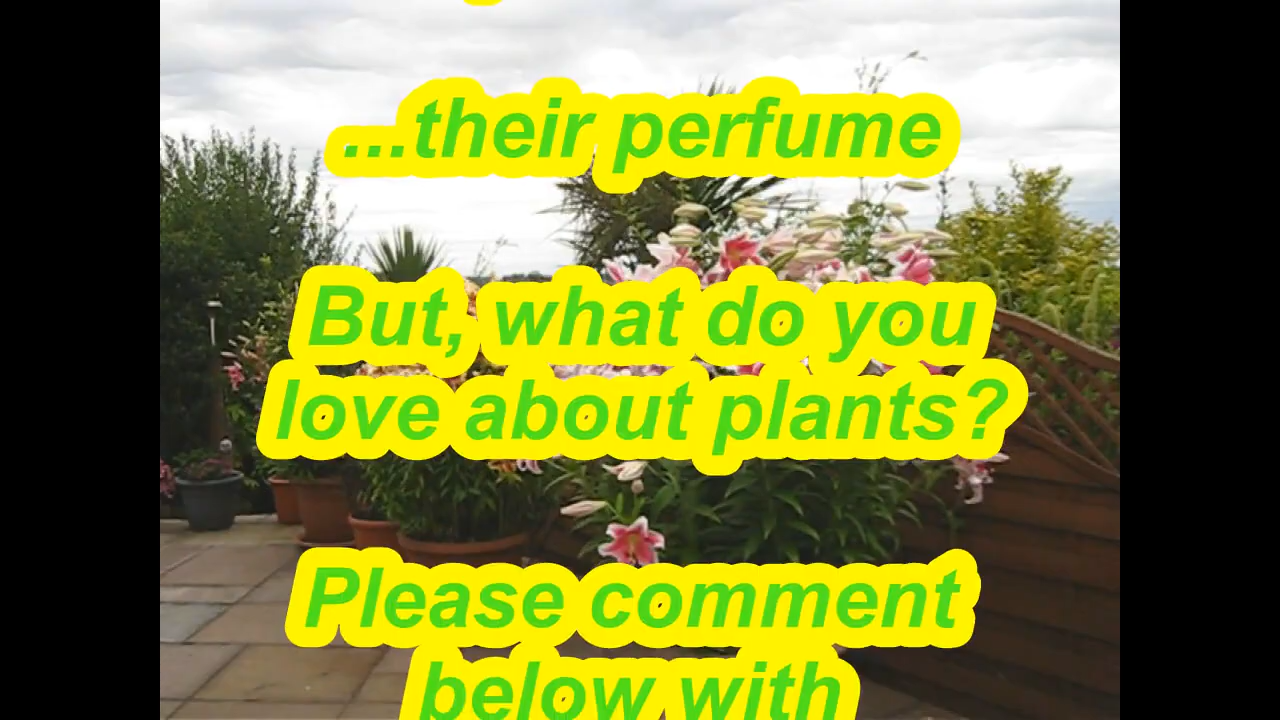 ...their perfume
But, what do you
love about plants?
Please comment
below with